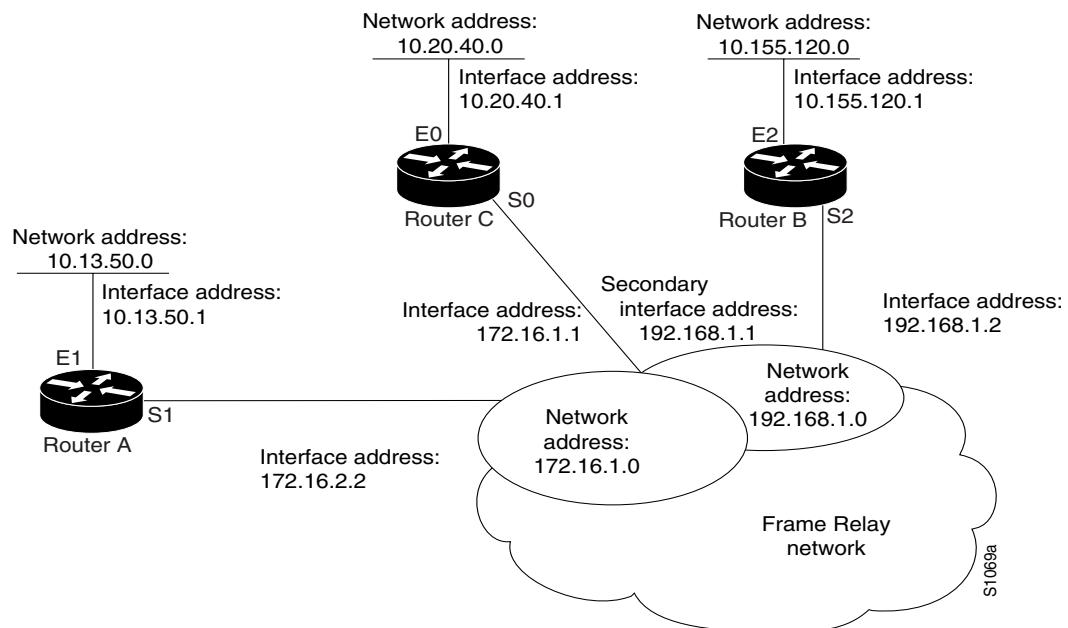 Network address:
10.20.40.0
Interface address:
10.20.40.1
E0
S0
Router C
Network address:
10.155.120.0
Interface address:
10.155.120.1
E2
S2
Router B
Network address:
10.13.50.0
Interface address:
10.13.50.1
E1
S1
Router A
Interface address:
172.16.1.1
Secondary
interface address:
192.168.1.1
Interface address:
192.168.1.2
Interface address:
172.16.2.2
Network
address:
172.16.1.0
Network
address:
192.168.1.0
Frame Relay
network
S1069a